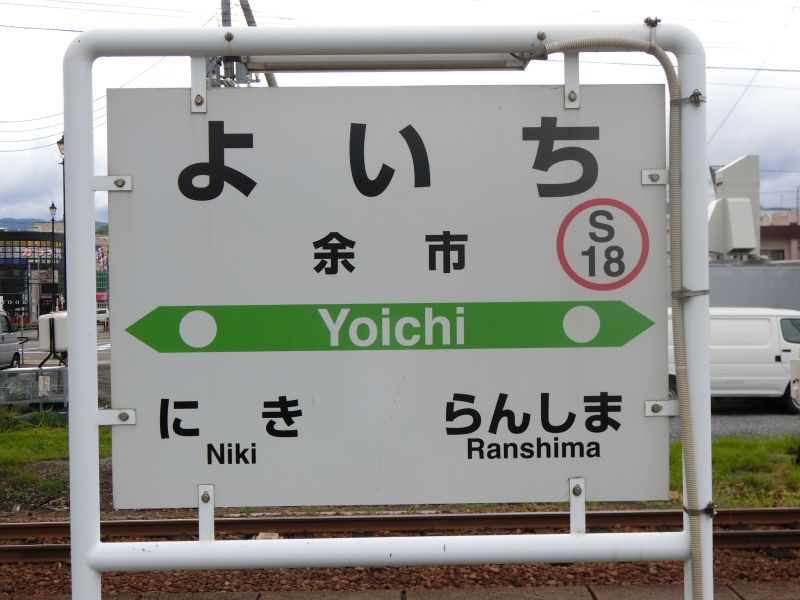 よいち
余市
S
18
Yoichi
にき
Niki
らんしま
Ranshima